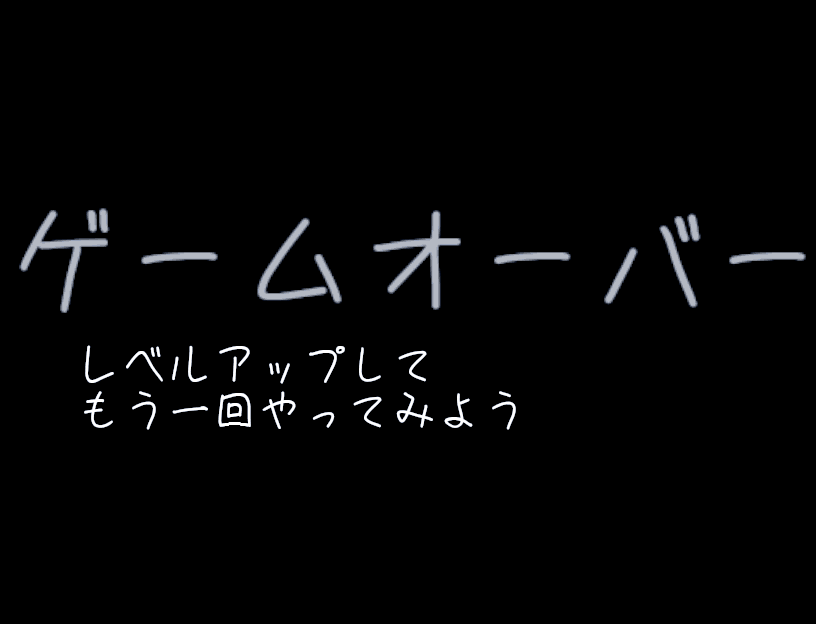 ゲームオーバー
レベルアップして
もう一回やってみよう